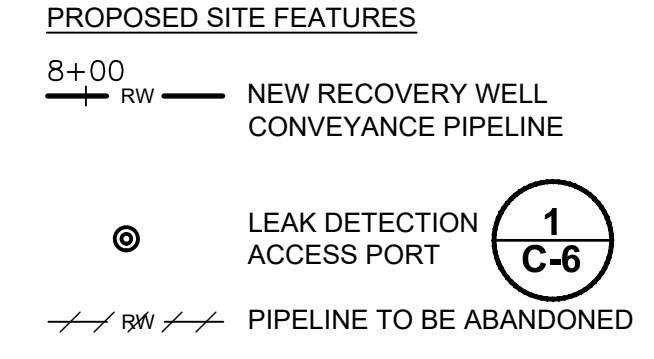 PROPOSED SITE FEATURES
8+00
RW NEW RECOVERY WELL
CONVEYANCE PIPELINE
LEAK DETECTION
ACCESS PORT
1
C-6
RW PIPELINE TO BE ABANDONED